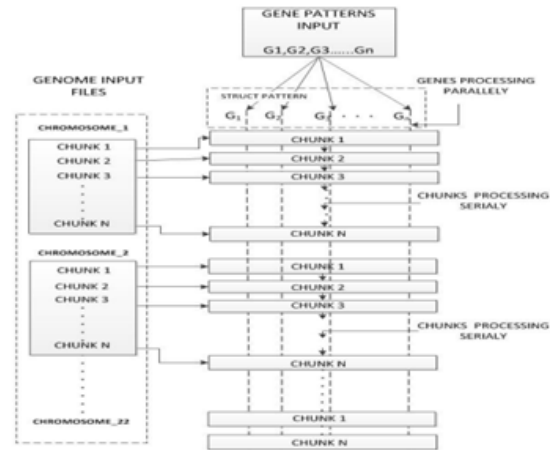 GENE PATTERNS
INPUT
G1,G2,G3......Gn
GENOME INPUT
FILES
STRUCT PATTERN
GENES PROCESSING
PARALLELY
G1 G2 . . .
CHROMOSOME_1
CHUNK 1
CHUNK 2
CHUNK 3
CHUNK N
CHUNK 1
CHUNK 2
CHUNK 3
CHUNKS PROCESSING
SERIALY
CHUNK N
CHROMOSOME_2
CHUNK 1
CHUNK 2
CHUNK 3
CHUNK N
CHUNK 1
CHUNK 2
CHUNK 3
CHUNKS PROCESSING
SERIALY
CHUNK N
CHROMOSOME_22
CHUNK 1
CHUNK N